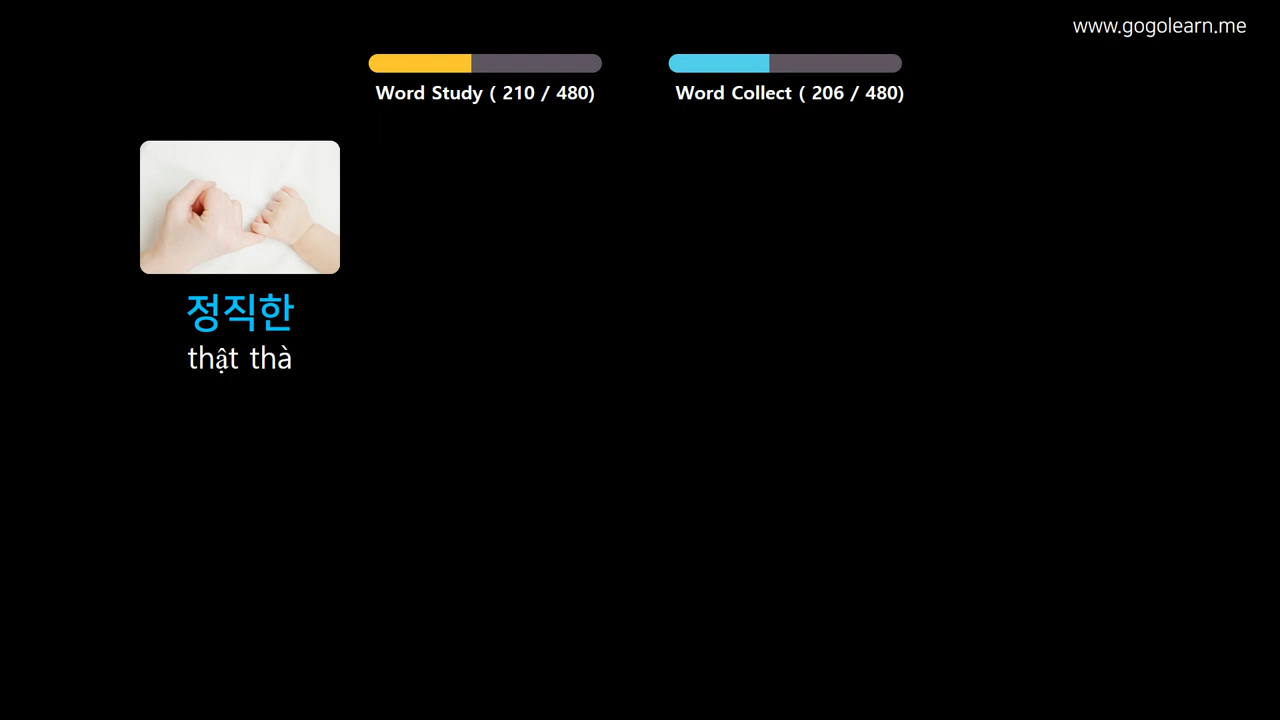 www.gogolearn.me
Word Study ( 210 / 480)
Word Collect ( 206 / 480)
정직한
thật thà